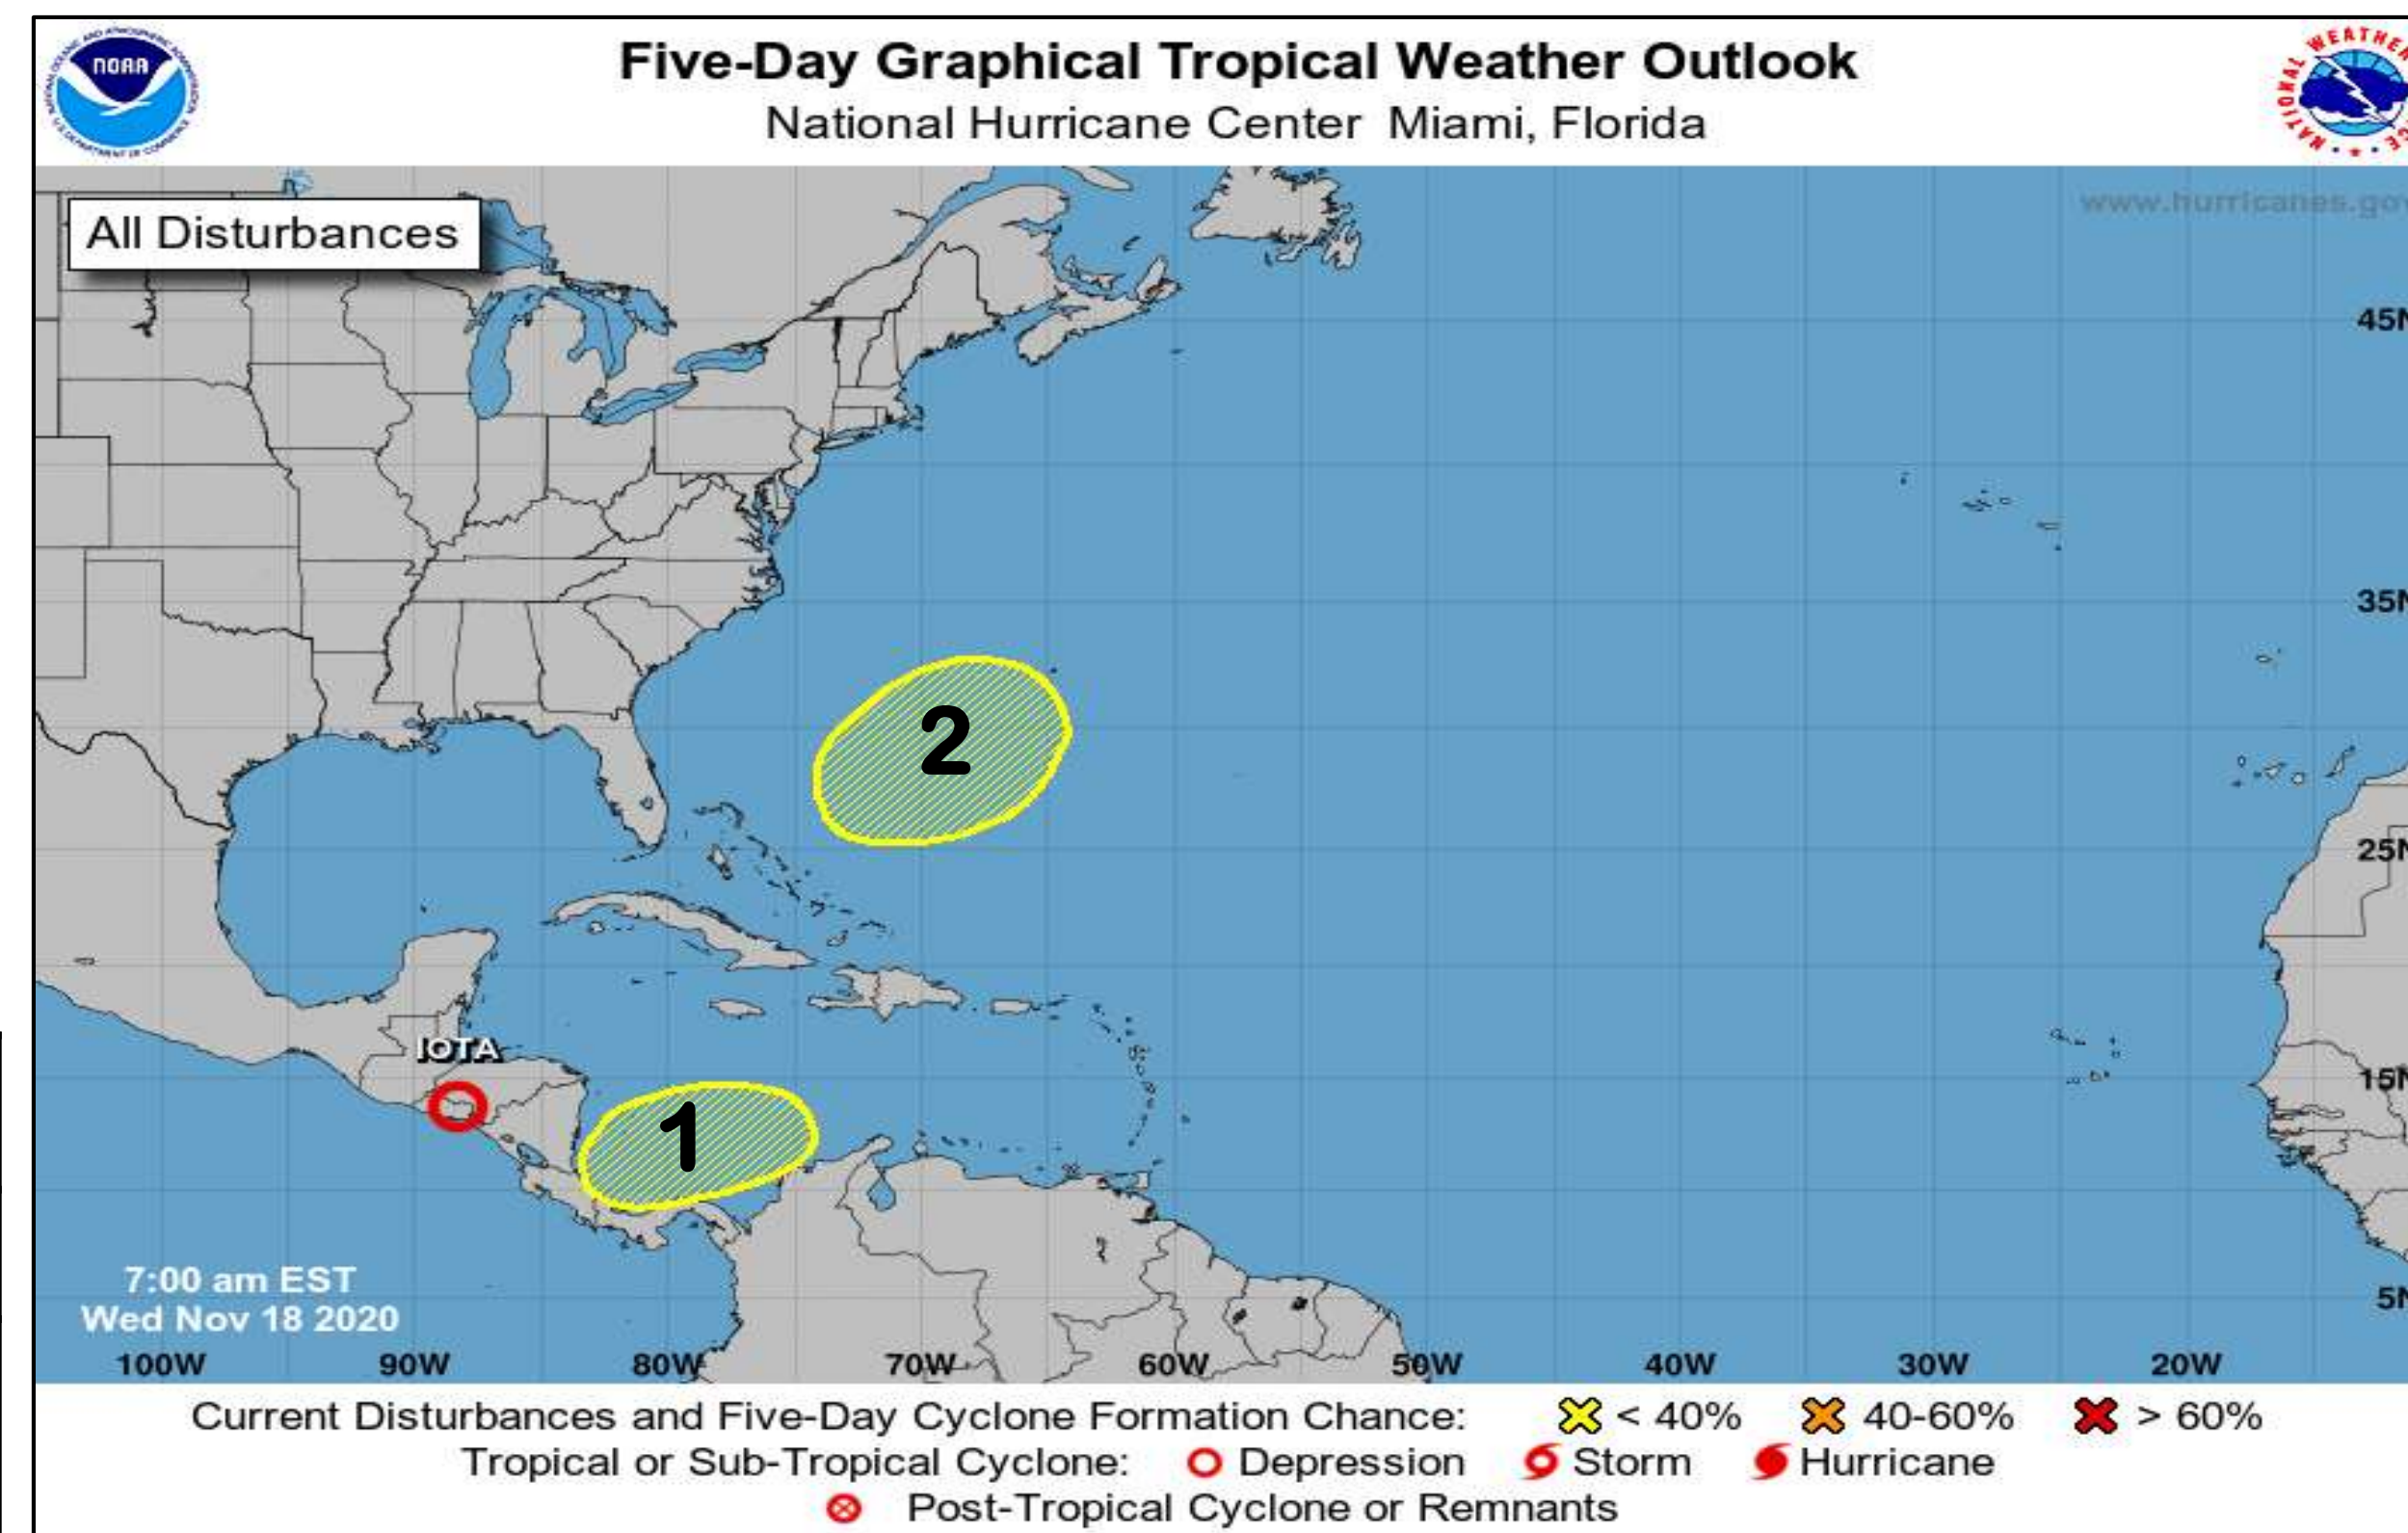 Five-Day Graphical Tropical Weather Outlook
National Hurricane Center Miami, Florida
NOAA
NATIONAL WEATHER
All Disturbances
www.hurricanes.gov
45N
35N
2
25N
IOTA
15N
1
7:00 am EST
Wed Nov 18 2020
5N
100W 90W 80W 70W 60W 50W 40W 30W 20W
Current Disturbances and Five-Day Cyclone Formation Chance: < 40% 40-60% > 60%
Tropical or Sub-Tropical Cyclone: Depression Storm Hurricane
Post-Tropical Cyclone or Remnants